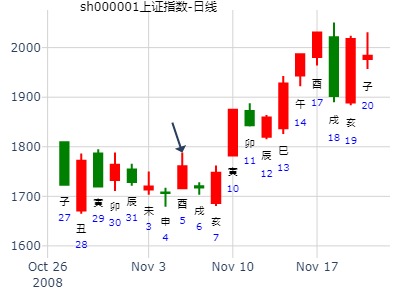 sh000001上证指数-日线
2000
1900
1800
1700
1600
子
27
丑
28
寅
29
卯
30
辰
31
未
3
申
4
酉
5
戌
6
亥
7
寅
10
卯
11
辰
12
巳
13
午
14
酉
17
戌
18
亥
19
子
20
Oct 26
2008
Nov 3
Nov 10
Nov 17